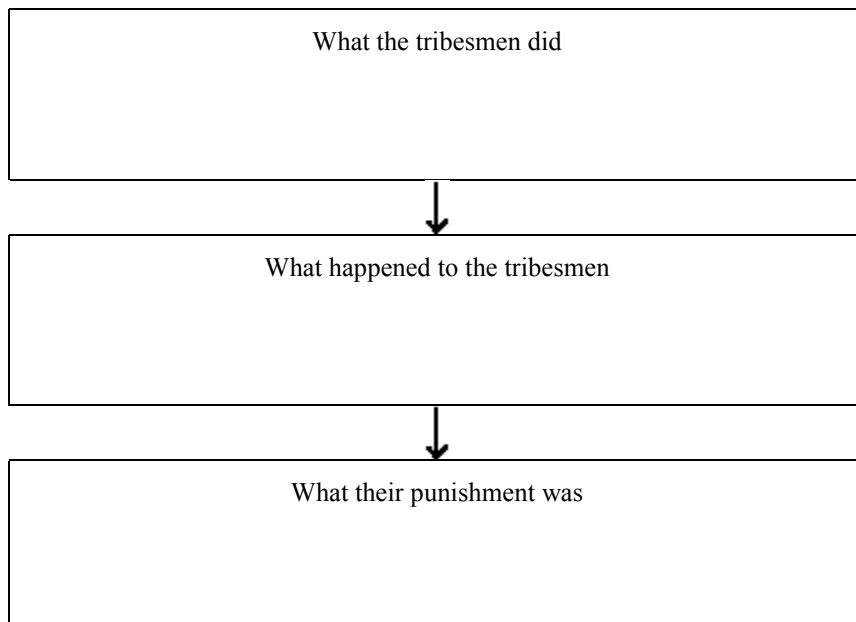 What the tribesmen did
What happened to the tribesmen
What their punishment was